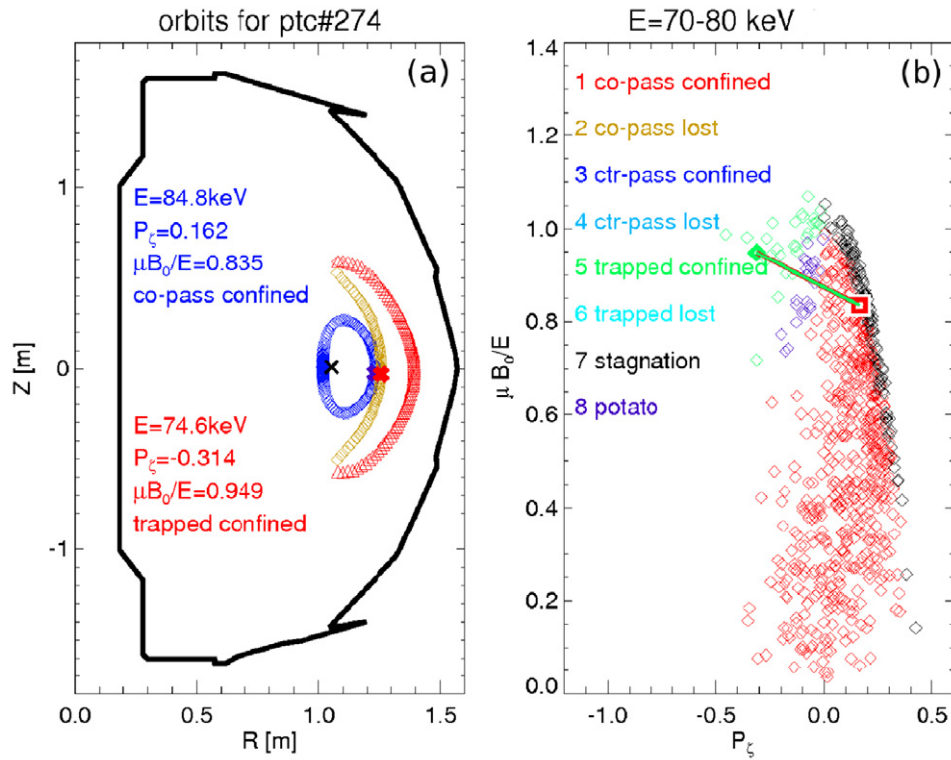 orbits for ptc#274
(a)
E=84.8keV
Pζ=0.162
μB₀/E=0.835
co-pass confined
E=74.6keV
Pζ=-0.314
μB₀/E=0.949
trapped confined
1
0
-1
Z [m]
0.0 0.5 1.0 1.5
R [m]
E=70-80 keV
(b)
1 co-pass confined
2 co-pass lost
3 ctr-pass confined
4 ctr-pass lost
5 trapped confined
6 trapped lost
7 stagnation
8 potato
1.4
1.2
1.0
0.8
0.6
0.4
0.2
0.0
μ B₀/E
-1.0 -0.5 0.0 0.5
Pζ